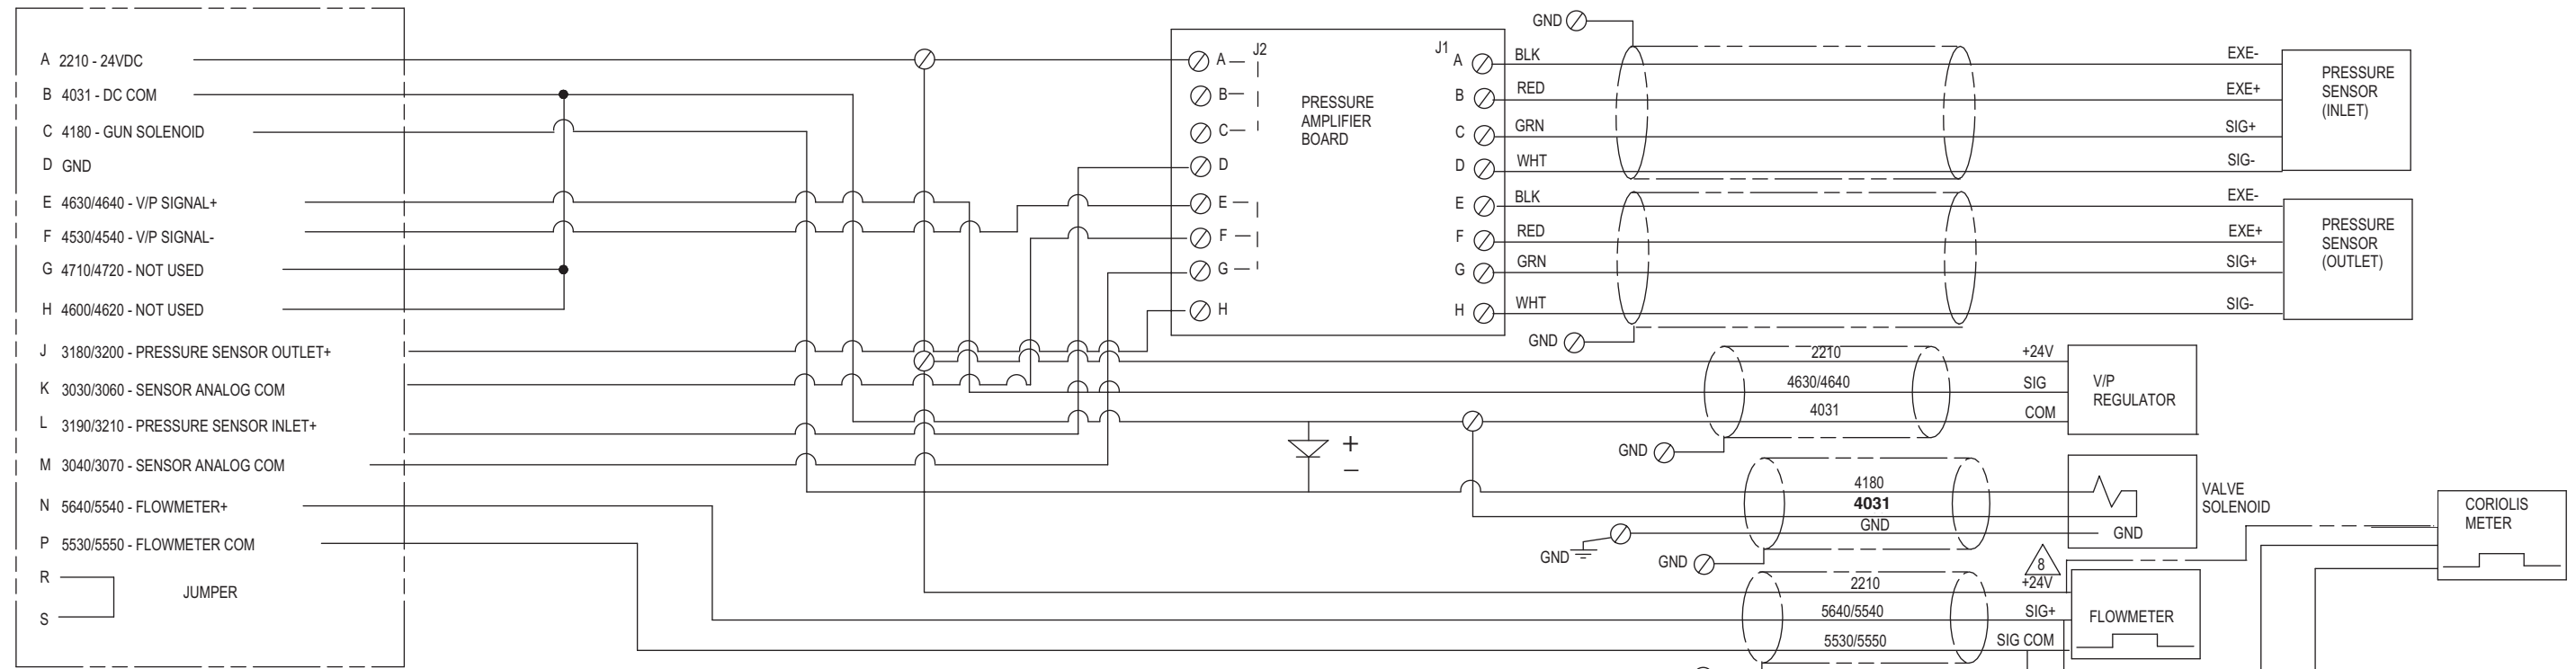 A 2210 - 24VDC
B 4031 - DC COM
C 4180 - GUN SOLENOID
D GND
E 4630/4640 - V/P SIGNAL+
F 4530/4540 - V/P SIGNAL-
G 4710/4720 - NOT USED
H 4600/4620 - NOT USED
J 3180/3200 - PRESSURE SENSOR OUTLET+
K 3030/3060 - SENSOR ANALOG COM
L 3190/3210 - PRESSURE SENSOR INLET+
M 3040/3070 - SENSOR ANALOG COM
N 5640/5540 - FLOWMETER+
P 5530/5550 - FLOWMETER COM
R
S
JUMPER
J2
A
B
C
D
E
F
G
H
PRESSURE
AMPLIFIER
BOARD
J1
A BLK
B RED
C GRN
D WHT
E BLK
F RED
G GRN
H WHT
GND
EXE-
EXE+
SIG+
SIG-
PRESSURE
SENSOR
(INLET)
EXE-
EXE+
SIG+
SIG-
PRESSURE
SENSOR
(OUTLET)
GND
2210 +24V
4630/4640 SIG
4031 COM
V/P
REGULATOR
GND
+
–
4180
4031
GND
GND
VALVE
SOLENOID
GND
GND
8
2210 +24V
5640/5540 SIG+
5530/5550 SIG COM
FLOWMETER
CORIOLIS
METER